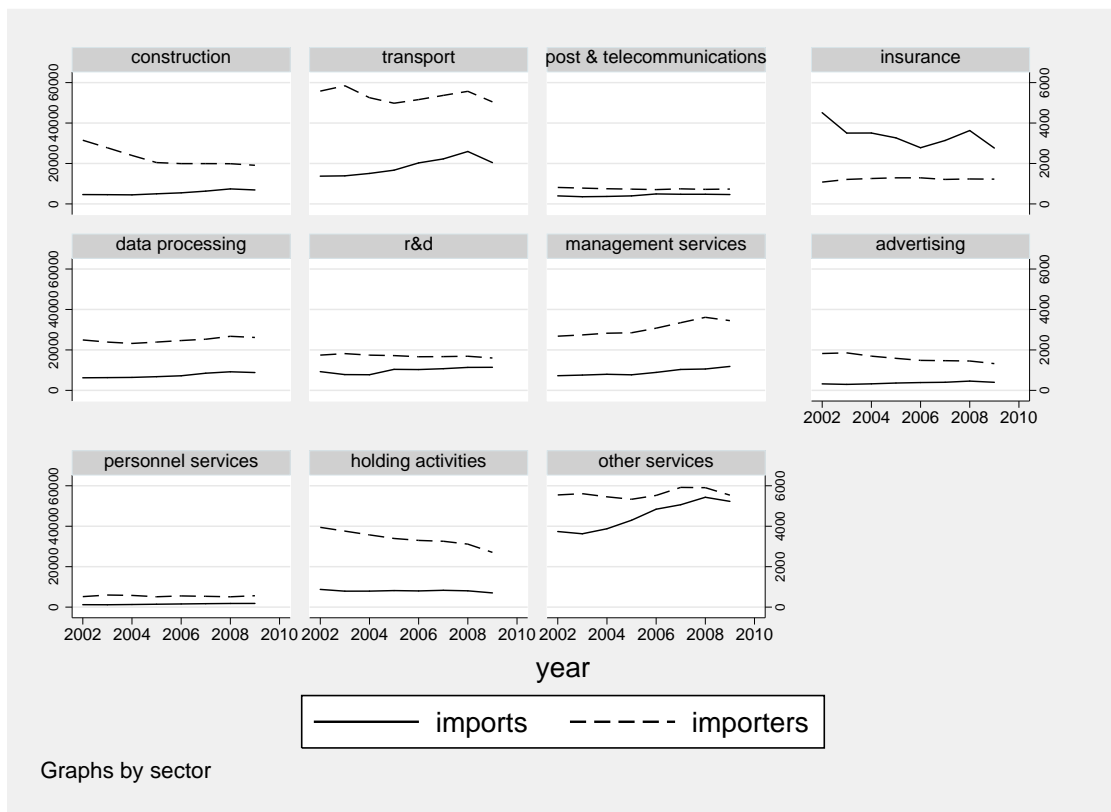 construction transport post & telecommunications insurance
0 20000 40000 60000
0 2000 4000 6000
data processing r&d management services advertising
0 20000 40000 60000
0 2000 4000 6000
2002 2004 2006 2008 2010
personnel services holding activities other services
0 20000 40000 60000
0 2000 4000 6000
2002 2004 2006 2008 2010 2002 2004 2006 2008 2010 2002 2004 2006 2008 2010
year
imports importers
Graphs by sector